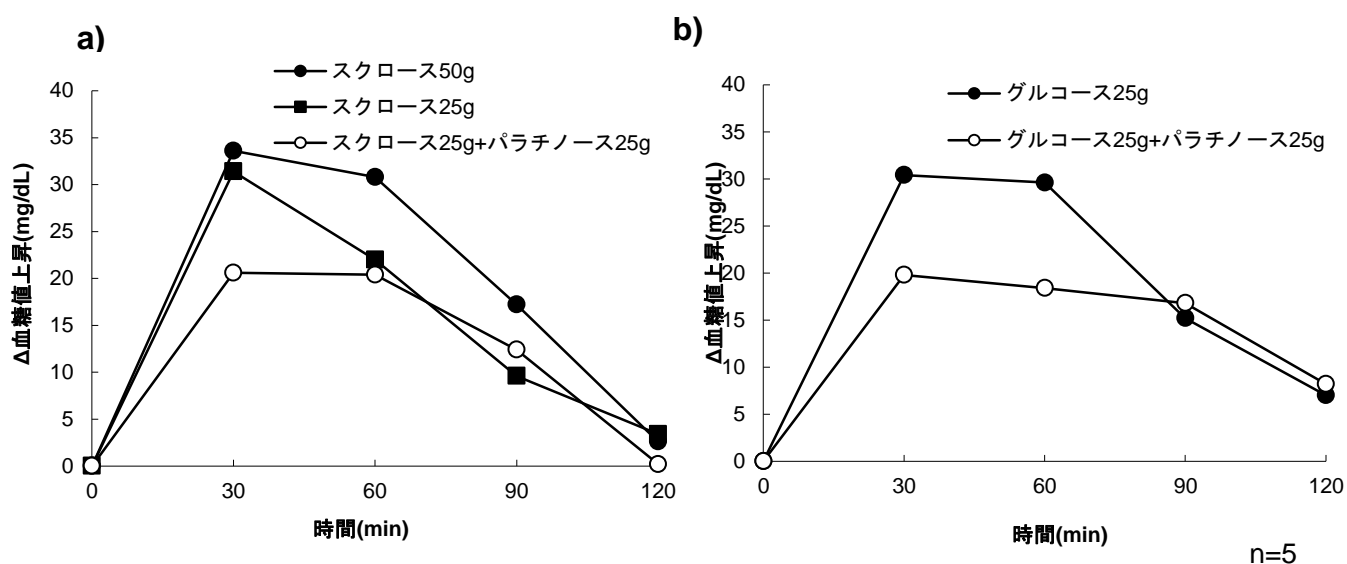 a)
スクロース50g
スクロース25g
スクロース25g+パラチノース25g
40
35
30
25
20
15
10
5
0
Δ血糖値上昇(mg/dL)
0 30 60 90 120
時間(min)
b)
グルコース25g
グルコース25g+パラチノース25g
40
35
30
25
20
15
10
5
0
Δ血糖値上昇(mg/dL)
0 30 60 90 120
時間(min)
n=5